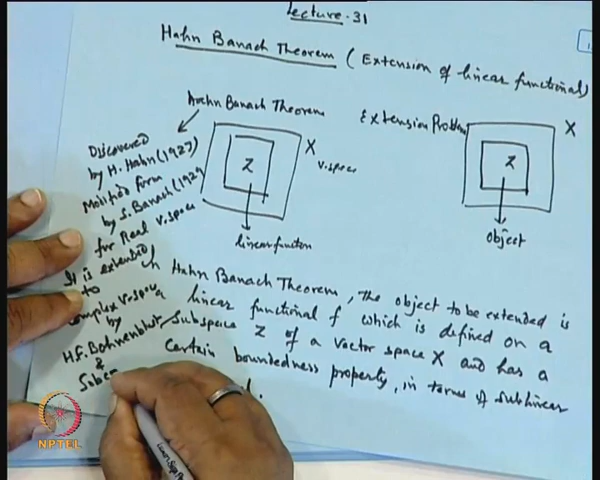 Lecture-31
Hahn Banach Theorem (Extension of linear functional)
Hahn Banach Theorem
Extension Problem
X
Z
X
v.space
Z
linear function
object
Discovered
by H. Hahn (1927)
Modified form
by S. Banach (1929
for Real v.space
It is extended
to
Complex v.space
by
H.F. Bohnenblust
&
Sobc
In Hahn Banach Theorem, The object to be extended is
linear functional f which is defined on a
Subspace Z of a vector space X and has a
Certain boundedness property, in terms of sublinear
NPTEL